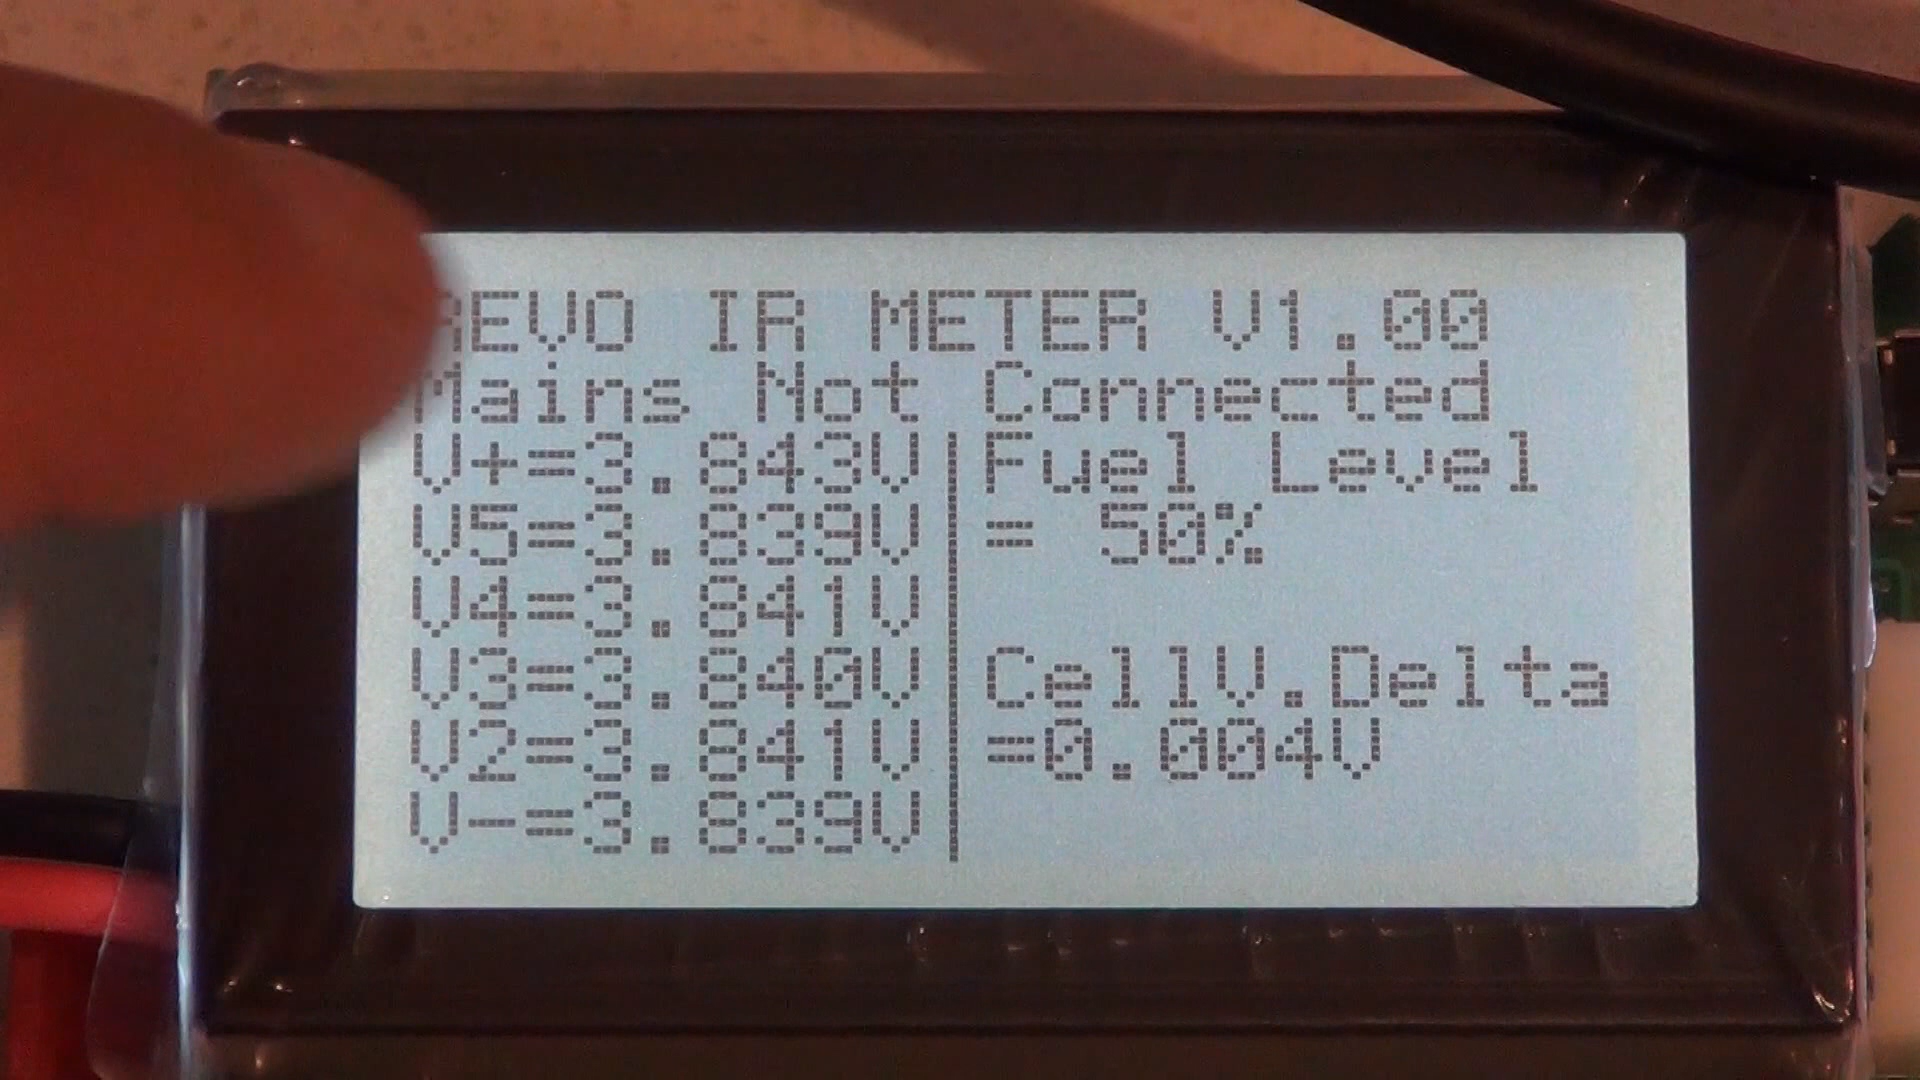 REVO IR METER V1.00
Mains Not Connected
V+=3.843V
V5=3.839V
V4=3.841V
V3=3.840V
V2=3.841V
V-=3.839V
Fuel Level
= 50%
CellV.Delta
=0.004V